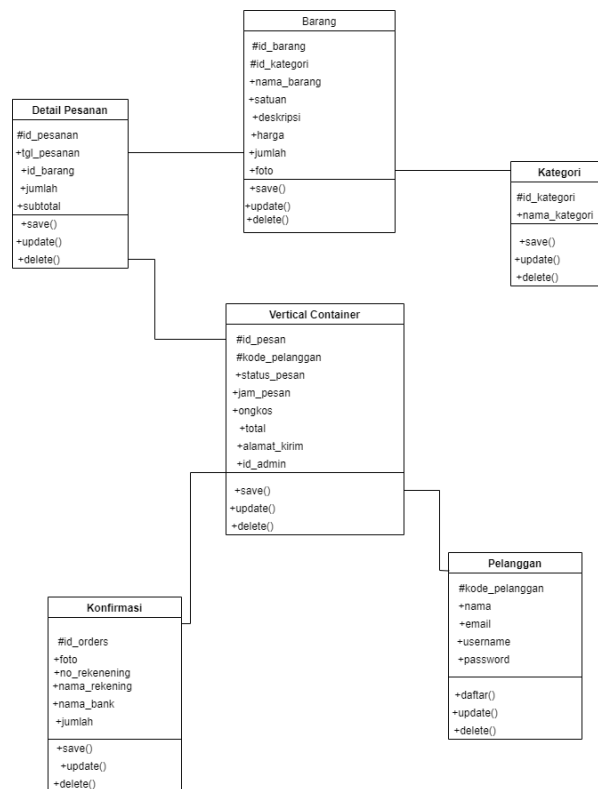 Barang
#id_barang
#id_kategori
+nama_barang
+satuan
+deskripsi
+harga
+jumlah
+foto
+save()
+update()
+delete()
Detail Pesanan
#id_pesanan
+tgl_pesanan
+id_barang
+jumlah
+subtotal
+save()
+update()
+delete()
Kategori
#id_kategori
+nama_kategori
+save()
+update()
+delete()
Vertical Container
#id_pesan
#kode_pelanggan
+status_pesan
+jam_pesan
+ongkos
+total
+alamat_kirim
+id_admin
+save()
+update()
+delete()
Pelanggan
#kode_pelanggan
+nama
+email
+username
+password
+daftar()
+update()
+delete()
Konfirmasi
#id_orders
+foto
+no_rekenening
+nama_rekening
+nama_bank
+jumlah
+save()
+update()
+delete()